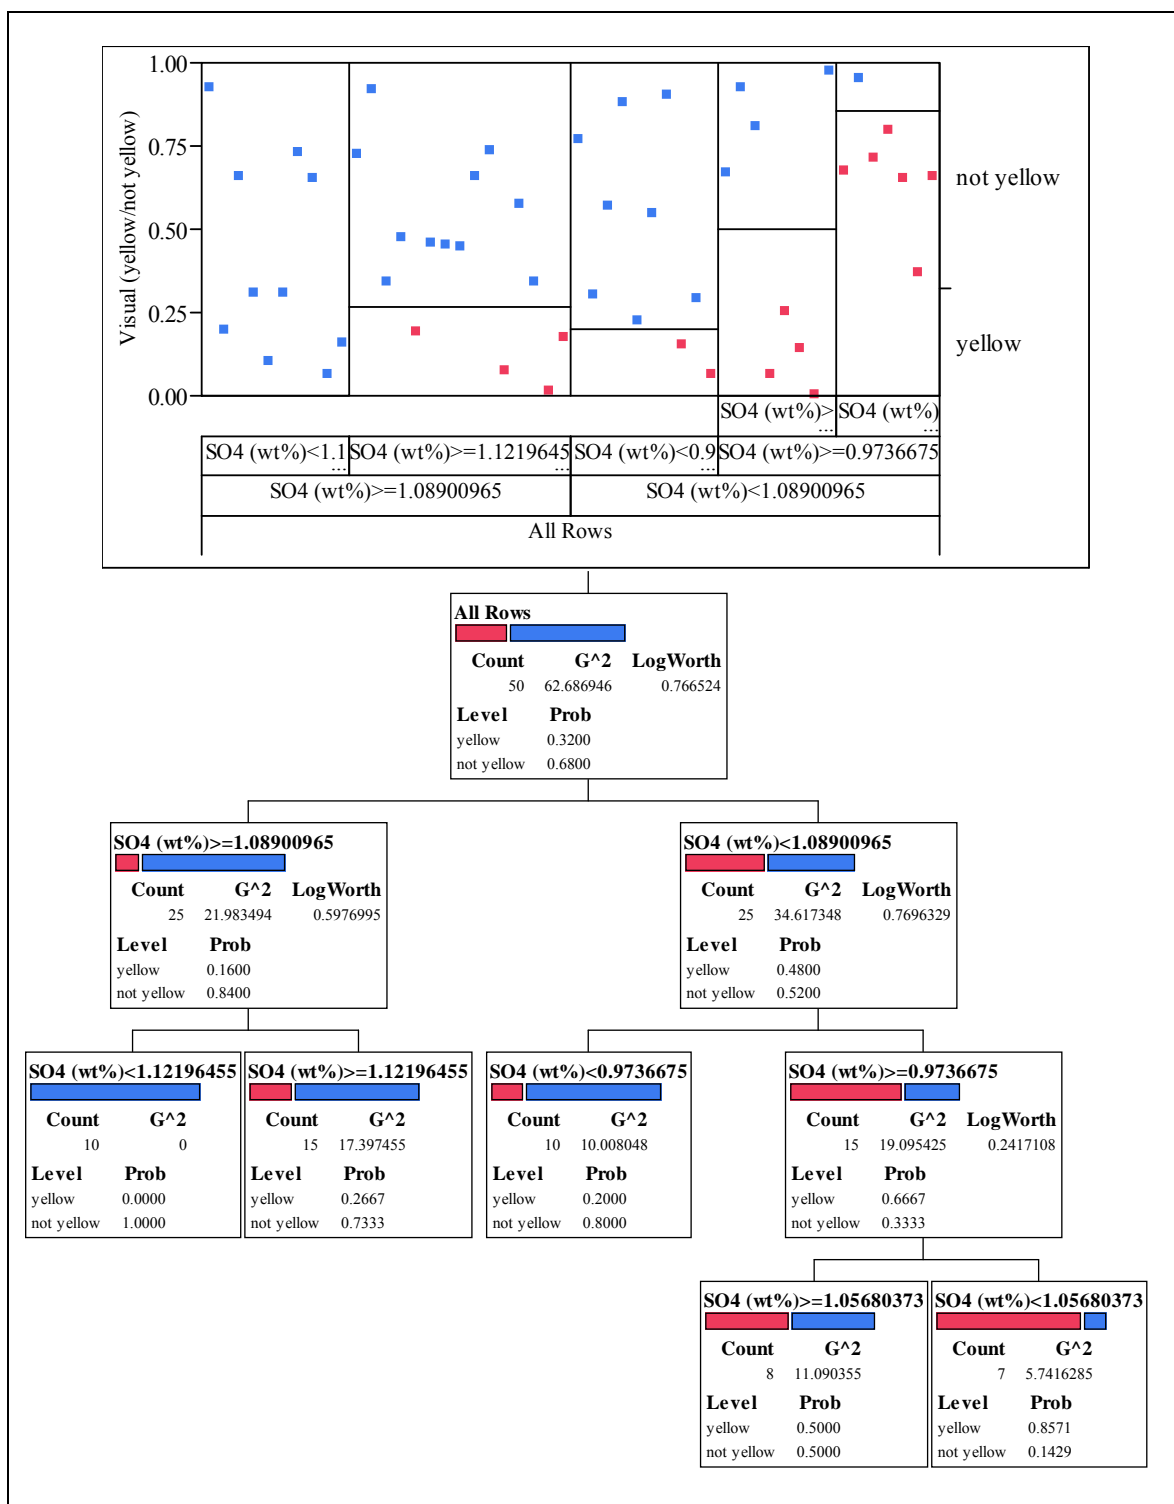 1.00
0.75
0.50
0.25
0.00
Visual (yellow/not yellow)
not yellow
yellow
SO4 (wt%)> ... SO4 (wt%) ...
SO4 (wt%)<1.1 ... SO4 (wt%)>=1.1219645 ... SO4 (wt%)<0.9 ... SO4 (wt%)>=0.9736675
SO4 (wt%)>=1.08900965 SO4 (wt%)<1.08900965
All Rows
All Rows
Count G^2 LogWorth
50 62.686946 0.766524
Level Prob
yellow 0.3200
not yellow 0.6800
SO4 (wt%)>=1.08900965
Count G^2 LogWorth
25 21.983494 0.5976995
Level Prob
yellow 0.1600
not yellow 0.8400
SO4 (wt%)<1.08900965
Count G^2 LogWorth
25 34.617348 0.7696329
Level Prob
yellow 0.4800
not yellow 0.5200
SO4 (wt%)<1.12196455
Count G^2
10 0
Level Prob
yellow 0.0000
not yellow 1.0000
SO4 (wt%)>=1.12196455
Count G^2
15 17.397455
Level Prob
yellow 0.2667
not yellow 0.7333
SO4 (wt%)<0.9736675
Count G^2
10 10.008048
Level Prob
yellow 0.2000
not yellow 0.8000
SO4 (wt%)>=0.9736675
Count G^2 LogWorth
15 19.095425 0.2417108
Level Prob
yellow 0.6667
not yellow 0.3333
SO4 (wt%)>=1.05680373
Count G^2
8 11.090355
Level Prob
yellow 0.5000
not yellow 0.5000
SO4 (wt%)<1.05680373
Count G^2
7 5.7416285
Level Prob
yellow 0.8571
not yellow 0.1429